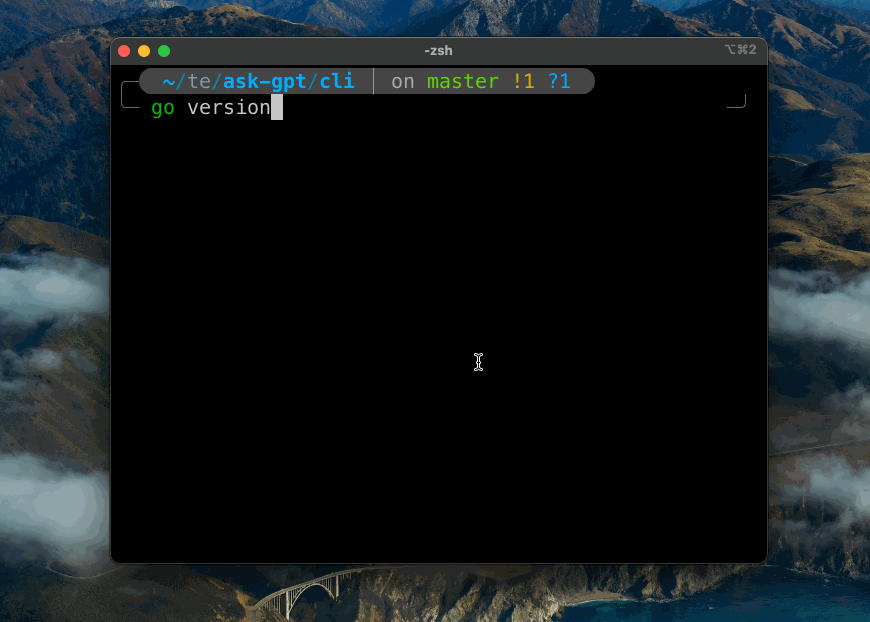 -zsh
⌥⌘2
~/te/ask-gpt/cli on master !1 ?1
go version